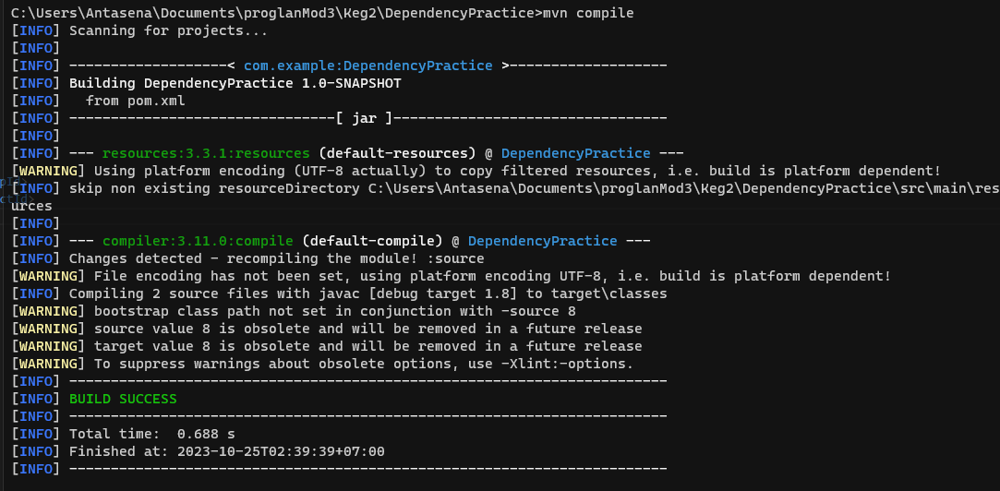 C:\Users\Antasena\Documents\proglanMod3\Keg2\DependencyPractice>mvn compile
[INFO] Scanning for projects...
[INFO]
[INFO] -------------------< com.example:DependencyPractice >-------------------
[INFO] Building DependencyPractice 1.0-SNAPSHOT
[INFO]   from pom.xml
[INFO] --------------------------------[ jar ]---------------------------------
[INFO]
[INFO] --- resources:3.3.1:resources (default-resources) @ DependencyPractice ---
[WARNING] Using platform encoding (UTF-8 actually) to copy filtered resources, i.e. build is platform dependent!
[INFO] skip non existing resourceDirectory C:\Users\Antasena\Documents\proglanMod3\Keg2\DependencyPractice\src\main\res
ources
[INFO]
[INFO] --- compiler:3.11.0:compile (default-compile) @ DependencyPractice ---
[INFO] Changes detected - recompiling the module! :source
[WARNING] File encoding has not been set, using platform encoding UTF-8, i.e. build is platform dependent!
[INFO] Compiling 2 source files with javac [debug target 1.8] to target\classes
[WARNING] bootstrap class path not set in conjunction with -source 8
[WARNING] source value 8 is obsolete and will be removed in a future release
[WARNING] target value 8 is obsolete and will be removed in a future release
[WARNING] To suppress warnings about obsolete options, use -Xlint:-options.
[INFO] ------------------------------------------------------------------------
[INFO] BUILD SUCCESS
[INFO] ------------------------------------------------------------------------
[INFO] Total time:  0.688 s
[INFO] Finished at: 2023-10-25T02:39:39+07:00
[INFO] ------------------------------------------------------------------------